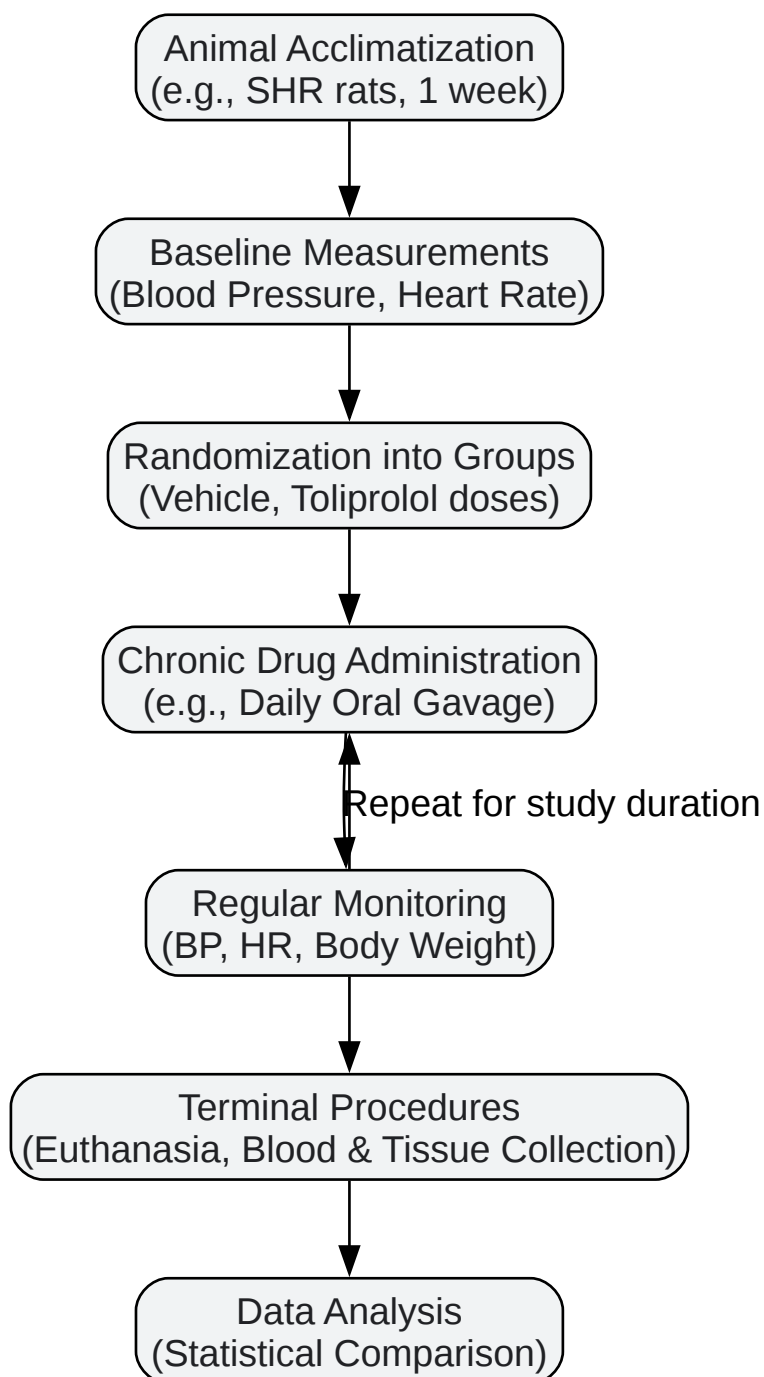 Animal Acclimatization
(e.g., SHR rats, 1 week)
Baseline Measurements
(Blood Pressure, Heart Rate)
Randomization into Groups
(Vehicle, Toliprolol doses)
Chronic Drug Administration
(e.g., Daily Oral Gavage)
Repeat for study duration
Regular Monitoring
(BP, HR, Body Weight)
Terminal Procedures
(Euthanasia, Blood & Tissue Collection)
Data Analysis
(Statistical Comparison)